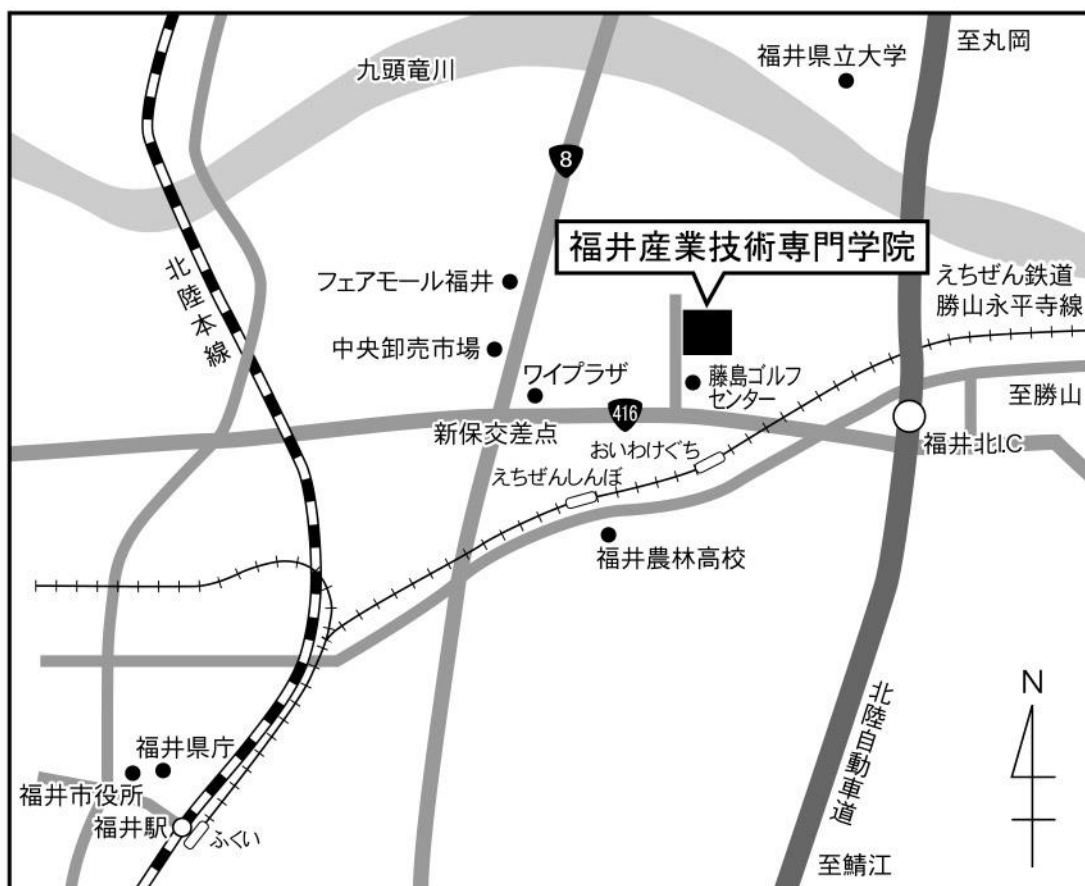 至丸岡
福井県立大学
九頭竜川
8
福井産業技術専門学院
北陸本線
フェアモール福井
えちぜん鉄道
勝山永平寺線
中央卸売市場
ワイプラザ
藤島ゴルフ
センター
至勝山
416
新保交差点
福井北I.C
おいわけぐち
えちぜんしんぼ
福井農林高校
N
北陸自動車道
福井県庁
福井市役所
福井駅
ふくい
至鯖江